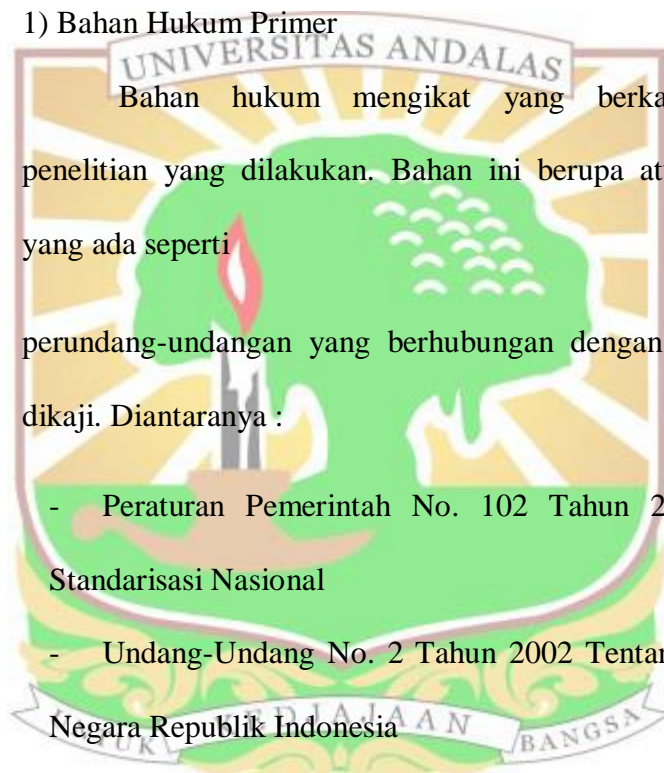 1) Bahan Hukum Primer
UNIVERSITAS ANDALAS
Bahan hukum mengikat yang berka
penelitian yang dilakukan. Bahan ini berupa at
yang ada seperti
perundang-undangan yang berhubungan dengan
dikaji. Diantaranya :
- Peraturan Pemerintah No. 102 Tahun 2
Standarisasi Nasional
- Undang-Undang No. 2 Tahun 2002 Tentan
Negara Republik Indonesia
UNTUK KEDJAJAAN BANGSA